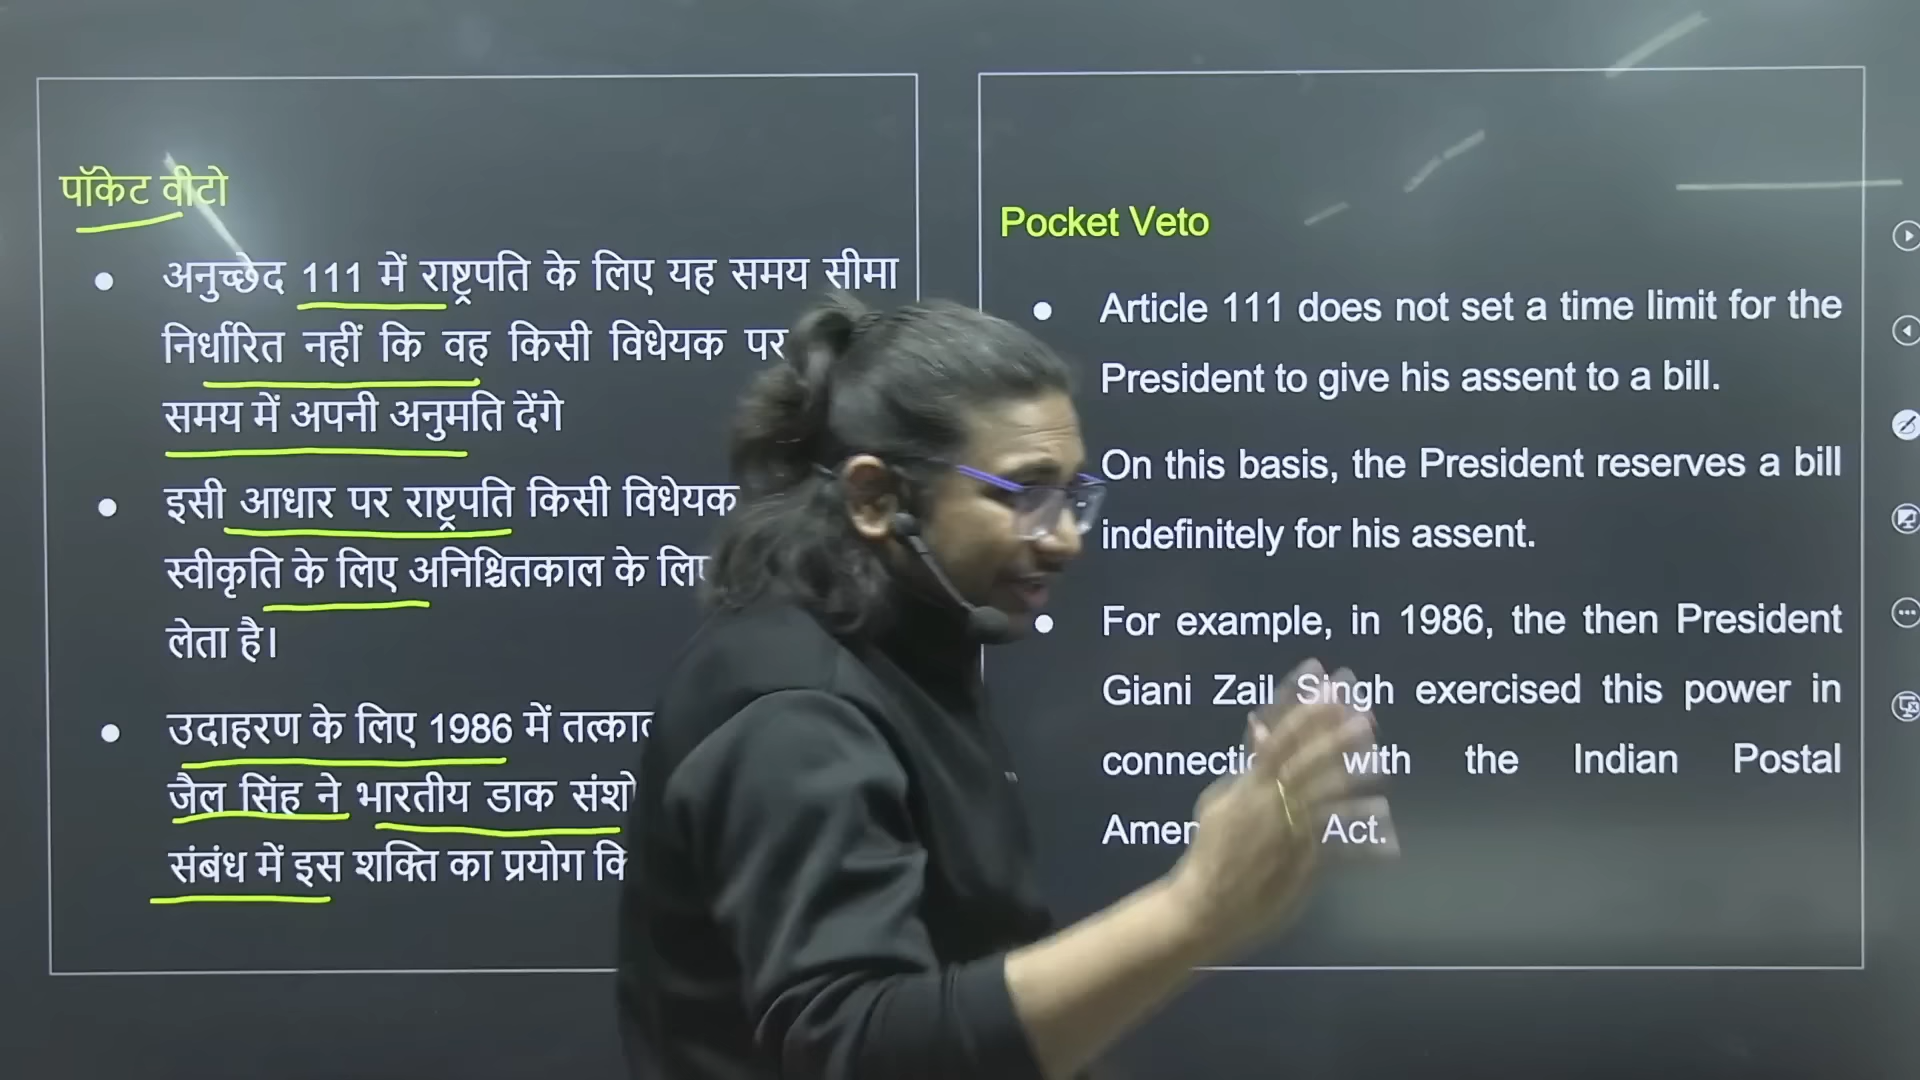 पॉकेट वीटो
अनुच्छेद 111 में राष्ट्रपति के लिए यह समय सीमा
निर्धारित नहीं कि वह किसी विधेयक पर
समय में अपनी अनुमति देंगे
इसी आधार पर राष्ट्रपति किसी विधेयक
स्वीकृति के लिए अनिश्चितकाल के
लेता है।
उदाहरण के लिए 1986 में
जैल सिंह ने भारतीय डाक
संबंध में इस शक्ति का प्रयोग
Pocket Veto
Article 111 does not set a time limit for the
President to give his assent to a bill.
On this basis, the President reserves a bill
indefinitely for his assent.
For example, in 1986, the then President
Giani Zail Singh exercised this power in
with the Indian Postal
Act.